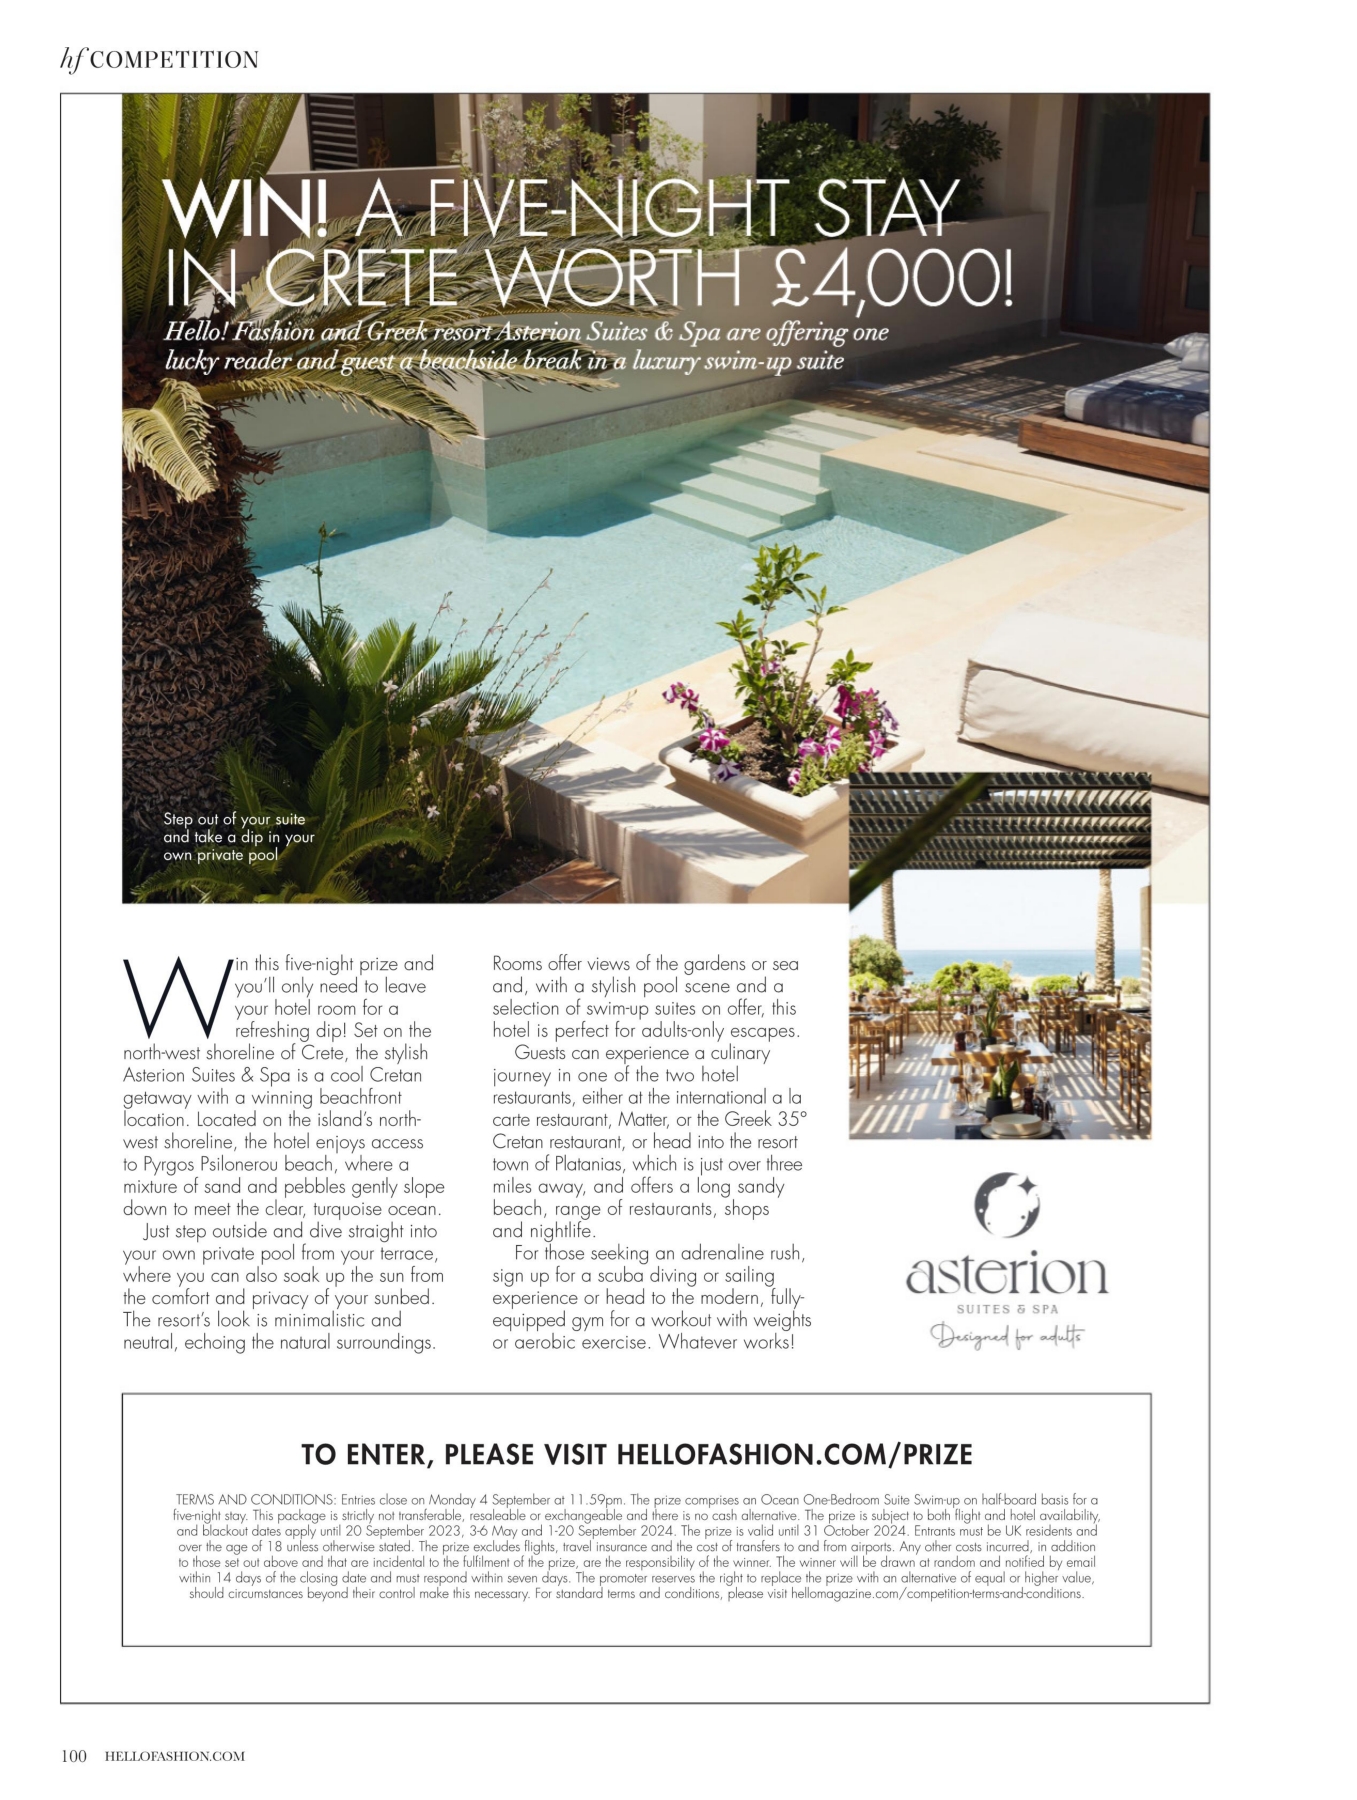 hf COMPETITION
WIN! A FIVE-NIGHT STAY
IN CRETE WORTH £4,000!
Hello! Fashion and Greek resort Asterion Suites & Spa are offering one
lucky reader and guest a beachside break in a luxury swim-up suite
Step out of your suite
and take a dip in your
own private pool
Win this five-night prize and
you'll only need to leave
your hotel room for a
refreshing dip! Set on the
north-west shoreline of Crete, the stylish
Asterion Suites & Spa is a cool Cretan
getaway with a winning beachfront
location. Located on the island's north-
west shoreline, the hotel enjoys access
to Pyrgos Psilonerou beach, where a
mixture of sand and pebbles gently slope
down to meet the clear, turquoise ocean.
Just step outside and dive straight into
your own private pool from your terrace,
where you can also soak up the sun from
the comfort and privacy of your sunbed.
The resort's look is minimalistic and
neutral, echoing the natural surroundings.
Rooms offer views of the gardens or sea
and, with a stylish pool scene and a
selection of swim-up suites on offer, this
hotel is perfect for adults-only escapes.
Guests can experience a culinary
journey in one of the two hotel
restaurants, either at the international a la
carte restaurant, Matter, or the Greek 35°
Cretan restaurant, or head into the resort
town of Platanias, which is just over three
miles away, and offers a long sandy
beach, range of restaurants, shops
and nightlife.
For those seeking an adrenaline rush,
sign up for a scuba diving or sailing
experience or head to the modern, fully-
equipped gym for a workout with weights
or aerobic exercise. Whatever works!
asterion
SUITES & SPA
Designed for adults
TO ENTER, PLEASE VISIT HELLOFASHION.COM/PRIZE
TERMS AND CONDITIONS: Entries close on Monday 4 September at 11.59pm. The prize comprises an Ocean One-Bedroom Suite Swim-up on half-board basis for a
five-night stay. This package is strictly not transferable, resaleable or exchangeable and there is no cash alternative. The prize is subject to both flight and hotel availability,
and blackout dates apply until 20 September 2023, 3-6 May and 1-20 September 2024. The prize is valid until 31 October 2024. Entrants must be UK residents and
over the age of 18 unless otherwise stated. The prize excludes flights, travel insurance and the cost of transfers to and from airports. Any other costs incurred, in addition
to those set out above and that are incidental to the fulfilment of the prize, are the responsibility of the winner. The winner will be drawn at random and notified by email
within 14 days of the closing date and must respond within seven days. The promoter reserves the right to replace the prize with an alternative of equal or higher value,
should circumstances beyond their control make this necessary. For standard terms and conditions, please visit hellomagazine.com/competition-terms-and-conditions.
100 HELLOFASHION.COM